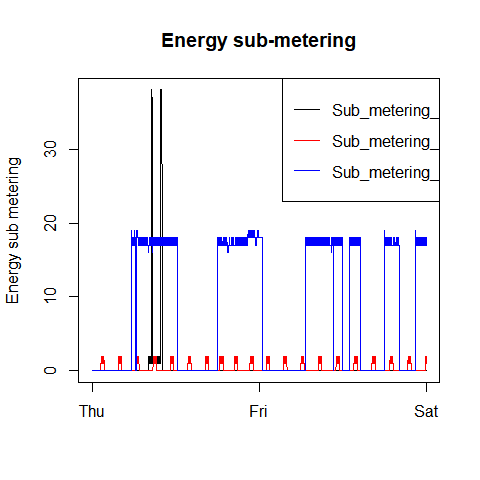 Energy sub-metering
Sub_metering_
Sub_metering_
Sub_metering_
Energy sub metering
30
20
10
0
Thu
Fri
Sat